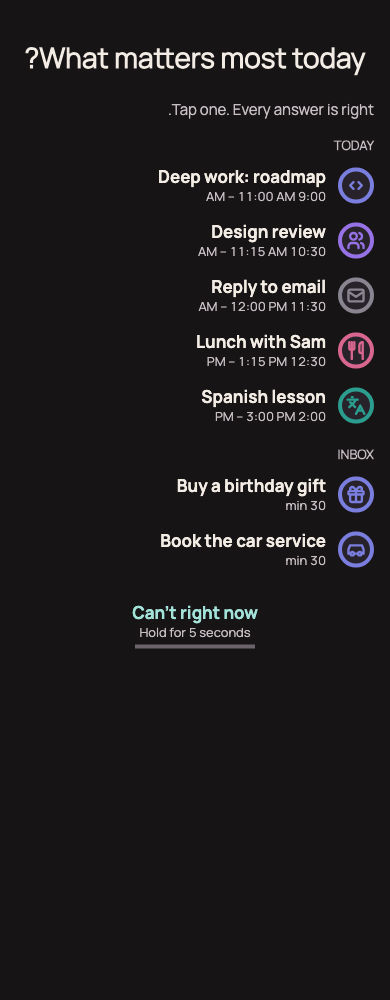 ?What matters most today
.Tap one. Every answer is right
TODAY
Deep work: roadmap
AM – 11:00 AM 9:00
Design review
AM – 11:15 AM 10:30
Reply to email
AM – 12:00 PM 11:30
Lunch with Sam
PM – 1:15 PM 12:30
Spanish lesson
PM – 3:00 PM 2:00
INBOX
Buy a birthday gift
min 30
Book the car service
min 30
Can't right now
Hold for 5 seconds